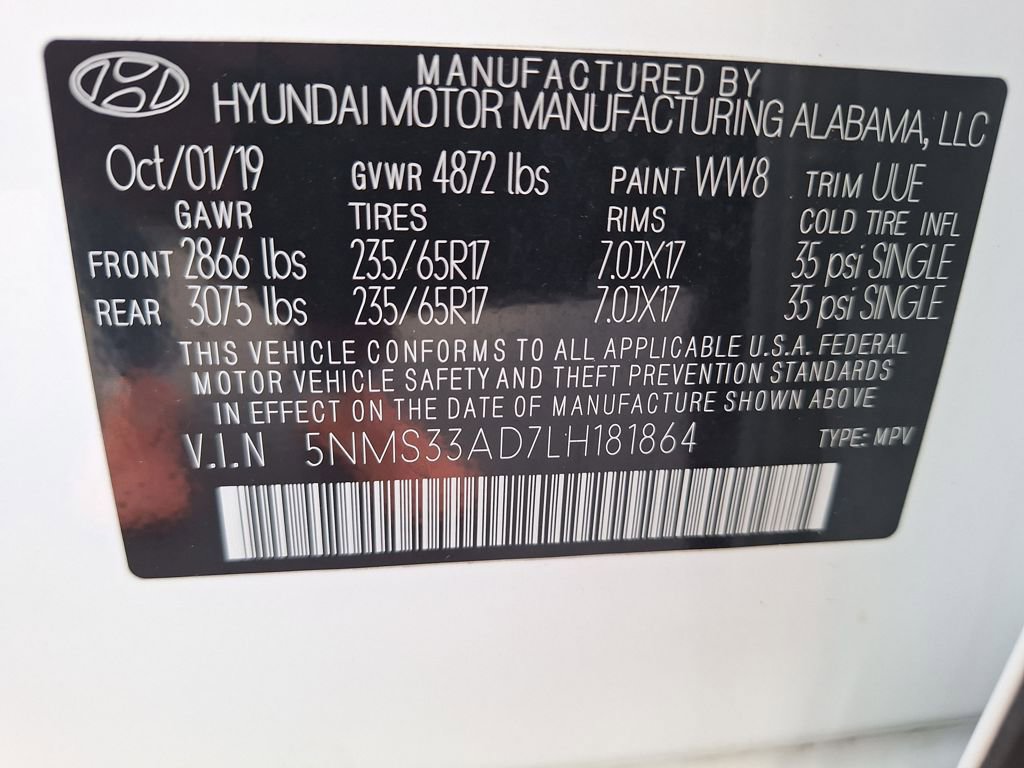 MANUFACTURED BY
HYUNDAI MOTOR MANUFACTURING ALABAMA, LLC
Oct/01/19 GVWR 4872 lbs PAINT WW8 TRIM UUE
GAWR TIRES RIMS COLD TIRE INFL
FRONT 2866 lbs 235/65R17 7.0JX17 35 psi SINGLE
REAR 3075 lbs 235/65R17 7.0JX17 35 psi SINGLE
THIS VEHICLE CONFORMS TO ALL APPLICABLE U.S.A. FEDERAL
MOTOR VEHICLE SAFETY AND THEFT PREVENTION STANDARDS
IN EFFECT ON THE DATE OF MANUFACTURE SHOWN ABOVE
V.I.N 5NMS33AD7LH181864 TYPE: MPV